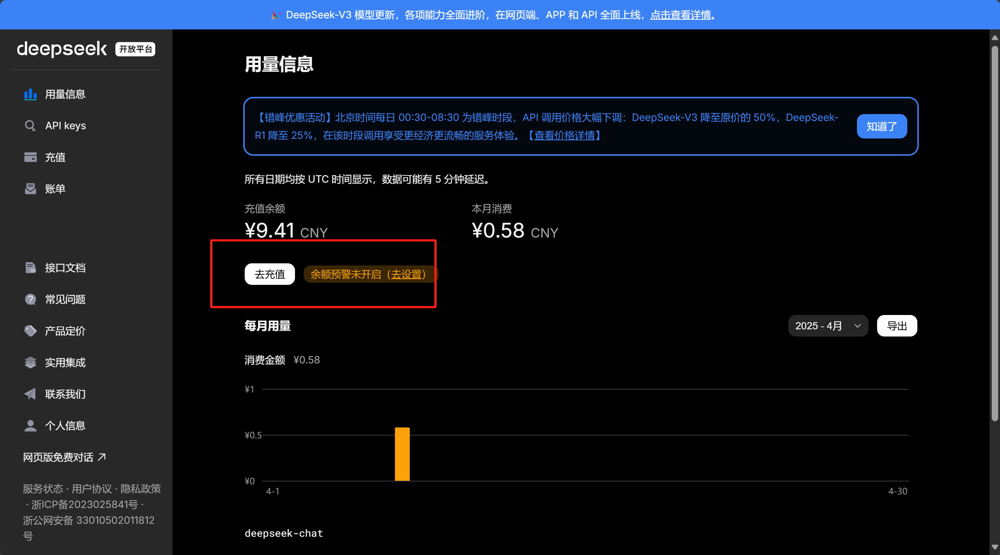 🎉 DeepSeek-V3 模型更新，各项能力全面进阶，在网页端、APP 和 API 全面上线，点击查看详情。
deepseek 开放平台
用量信息
API keys
充值
账单
接口文档
常见问题
产品定价
实用集成
联系我们
个人信息
网页版免费对话
服务状态 · 用户协议 · 隐私政策
· 浙ICP备2023025841号 ·
浙公网安备 33010502011812
号
用量信息
【错峰优惠活动】北京时间每日 00:30-08:30 为错峰时段，API 调用价格大幅下调：DeepSeek-V3 降至原价的 50%，DeepSeek-
R1 降至 25%，在该时段调用享受更经济更流畅的服务体验。【查看价格详情】
知道了
所有日期均按 UTC 时间显示，数据可能有 5 分钟延迟。
充值余额
¥9.41 CNY
本月消费
¥0.58 CNY
去充值
余额预警未开启（去设置）
每月用量
2025 - 4月
导出
消费金额 ¥0.58
¥1
¥0.5
¥0
4-1
4-30
deepseek-chat